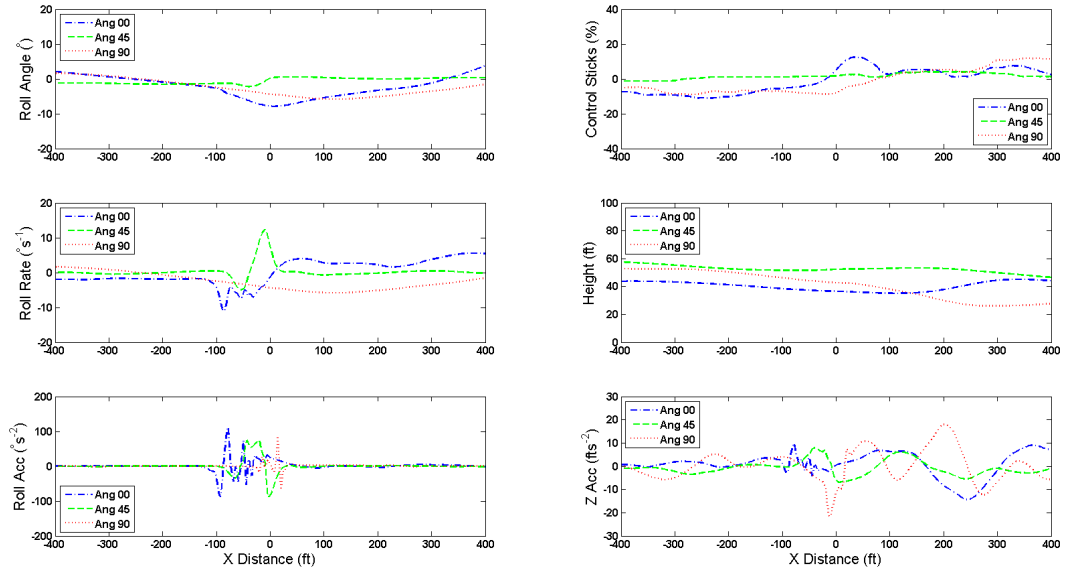 20
10
0
-10
-20
-400 -300 -200 -100 0 100 200 300 400
Roll Angle (°)
Ang 00
Ang 45
Ang 90
40
20
0
-20
-40
-400 -300 -200 -100 0 100 200 300 400
Control Sticks (%)
Ang 00
Ang 45
Ang 90
20
10
0
-10
-20
-400 -300 -200 -100 0 100 200 300 400
Roll Rate (°s-1)
Ang 00
Ang 45
Ang 90
100
80
60
40
20
0
-400 -300 -200 -100 0 100 200 300 400
Height (ft)
Ang 00
Ang 45
Ang 90
200
100
0
-100
-200
-400 -300 -200 -100 0 100 200 300 400
Roll Acc (°s-2)
Ang 00
Ang 45
Ang 90
X Distance (ft)
30
20
10
0
-10
-20
-30
-400 -300 -200 -100 0 100 200 300 400
Z Acc (fts-2)
Ang 00
Ang 45
Ang 90
X Distance (ft)